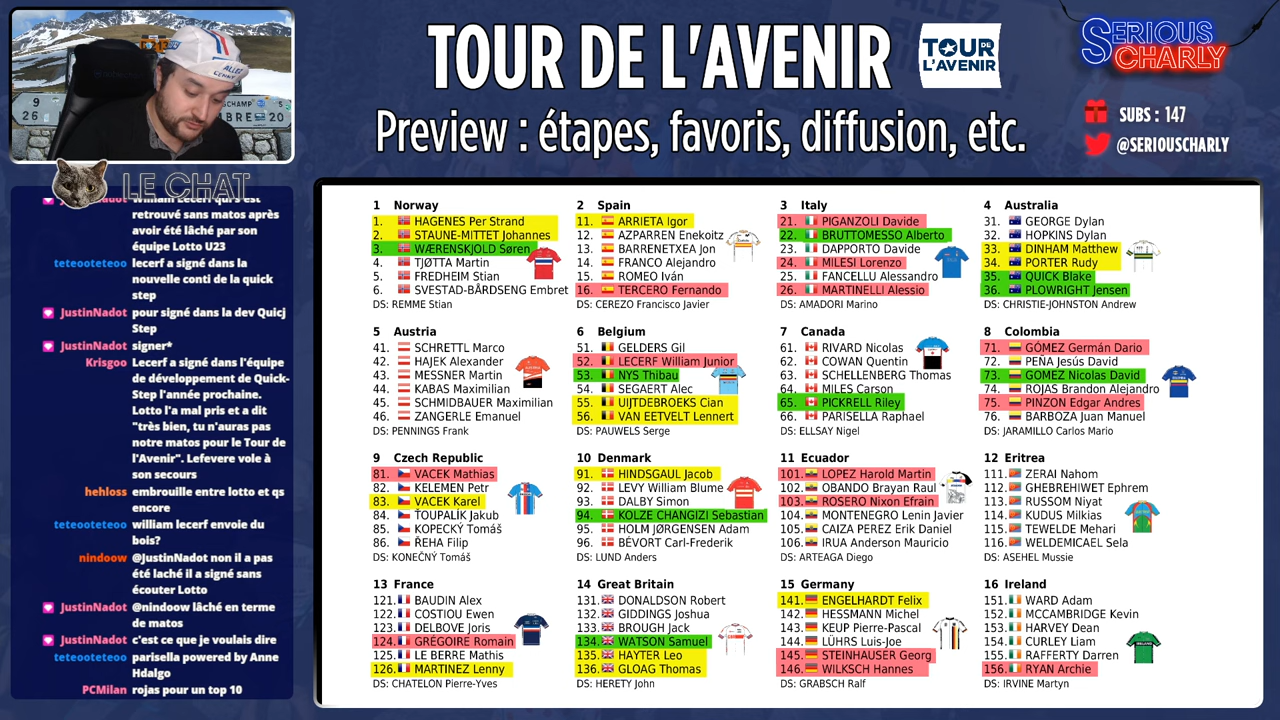 TOUR DE L'AVENIR
TOUR
DE
L'AVENIR
SERIOUS
CHARLY
Preview : étapes, favoris, diffusion, etc.
SUBS : 147
@SERIOUSCHARLY
ALLEZ
LENNY
9
26
20
LE CHAT
William Lecerf qui s'est
retrouvé sans matos après
avoir été lâché par son
équipe Lotto U23
teteooteteoo lecerf a signé dans la
nouvelle conti de la quick
step
JustinNadot pour signé dans la dev Quicj
Step
JustinNadot signer*
Krisgoo Lecerf a signé dans l'équipe
de développement de Quick-
Step l'année prochaine.
Lotto l'a mal pris et a dit
"très bien, tu n'auras pas
notre matos pour le Tour de
l'Avenir". Lefevere vole à
son secours
hehloss embrouille entre lotto et qs
encore
teteooteteoo william lecerf envoie du
bois?
nindoow @JustinNadot non il a pas
été laché il a signé sans
écouter Lotto
JustinNadot @nindoow lâché en terme
de matos
JustinNadot c'est ce que je voulais dire
teteooteteoo parisella powered by Anne
Hdalgo
PCMilan rojas pour un top 10
1 Norway
1. HAGENES Per Strand
2. STAUNE-MITTET Johannes
3. WÆRENSKJOLD Søren
4. TJØTTA Martin
5. FREDHEIM Stian
6. SVESTAD-BÅRDSENG Embret
DS: REMME Stian
2 Spain
11. ARRIETA Igor
12. AZPARREN Enekoitz
13. BARRENETXEA Jon
14. FRANCO Alejandro
15. ROMEO Iván
16. TERCERO Fernando
DS: CEREZO Francisco Javier
3 Italy
21. PIGANZOLI Davide
22. BRUTTOMESSO Alberto
23. DAPPORTO Davide
24. MILESI Lorenzo
25. FANCELLU Alessandro
26. MARTINELLI Alessio
DS: AMADORI Marino
4 Australia
31. GEORGE Dylan
32. HOPKINS Dylan
33. DINHAM Matthew
34. PORTER Rudy
35. QUICK Blake
36. PLOWRIGHT Jensen
DS: CHRISTIE-JOHNSTON Andrew
5 Austria
41. SCHRETTL Marco
42. HAJEK Alexander
43. MESSNER Martin
44. KABAS Maximilian
45. SCHMIDBAUER Maximilian
46. ZANGERLE Emanuel
DS: PENNINGS Frank
6 Belgium
51. GELDERS Gil
52. LECERF William Junior
53. NYS Thibau
54. SEGAERT Alec
55. UIJTDEBROEKS Cian
56. VAN EETVELT Lennert
DS: PAUWELS Serge
7 Canada
61. RIVARD Nicolas
62. COWAN Quentin
63. SCHELLENBERG Thomas
64. MILES Carson
65. PICKRELL Riley
66. PARISELLA Raphael
DS: ELLSAY Nigel
8 Colombia
71. GÓMEZ Germán Dario
72. PEÑA Jesús David
73. GÓMEZ Nicolas David
74. ROJAS Brandon Alejandro
75. PINZON Edgar Andres
76. BARBOZA Juan Manuel
DS: JARAMILLO Carlos Mario
9 Czech Republic
81. VACEK Mathias
82. KELEMEN Petr
83. VACEK Karel
84. ŤOUPALÍK Jakub
85. KOPECKÝ Tomáš
86. ŘEHA Filip
DS: KONEČNÝ Tomáš
10 Denmark
91. HINDSGAUL Jacob
92. LEVY William Blume
93. DALBY Simon
94. KOLZE CHANGIZI Sebastian
95. HOLM JØRGENSEN Adam
96. BÉVORT Carl-Frederik
DS: LUND Anders
11 Ecuador
101. LOPEZ Harold Martin
102. OBANDO Brayan Raul
103. ROSERO Nixon Efrain
104. MONTENEGRO Lenin Javier
105. CAIZA PEREZ Erik Daniel
106. IRUA Anderson Mauricio
DS: ARTEAGA Diego
12 Eritrea
111. ZERAI Nahom
112. GHEBREHIWET Ephrem
113. RUSSOM Niyat
114. KUDUS Milkias
115. TEWELDE Mehari
116. WELDEMICAEL Sela
DS: ASEHEL Mussie
13 France
121. BAUDIN Alex
122. COSTIOU Ewen
123. DELBOVE Joris
124. GRÉGOIRE Romain
125. LE BERRE Mathis
126. MARTINEZ Lenny
DS: CHATELON Pierre-Yves
14 Great Britain
131. DONALDSON Robert
132. GIDDINGS Joshua
133. BROUGH Jack
134. WATSON Samuel
135. HAYTER Leo
136. GLOAG Thomas
DS: HERETY John
15 Germany
141. ENGELHARDT Felix
142. HESSMANN Michel
143. KEUP Pierre-Pascal
144. LÜHRS Luis-Joe
145. STEINHAUSER Georg
146. WILKSCH Hannes
DS: GRABSCH Ralf
16 Ireland
151. WARD Adam
152. MCCAMBRIDGE Kevin
153. HARVEY Dean
154. CURLEY Liam
155. RAFFERTY Darren
156. RYAN Archie
DS: IRVINE Martyn